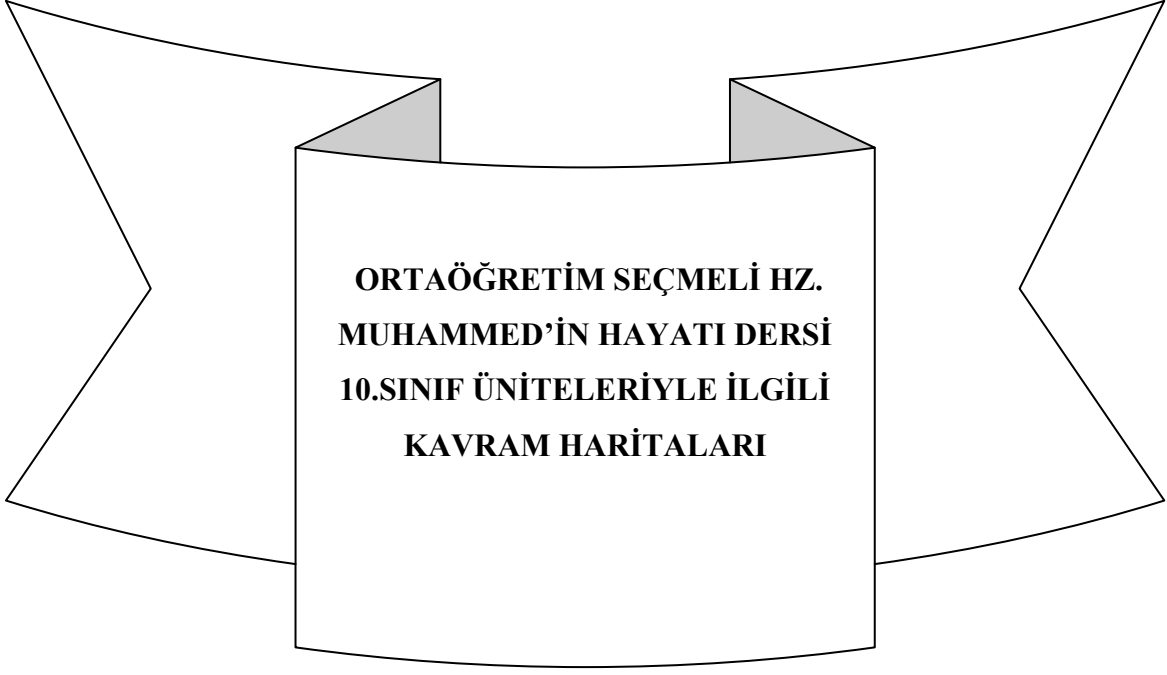 ORTAÖĞRETİM SEÇMELİ HZ.
MUHAMMED’İN HAYATI DERSİ
10.SINIF ÜNİTELERİYLE İLGİLİ
KAVRAM HARİTALARI